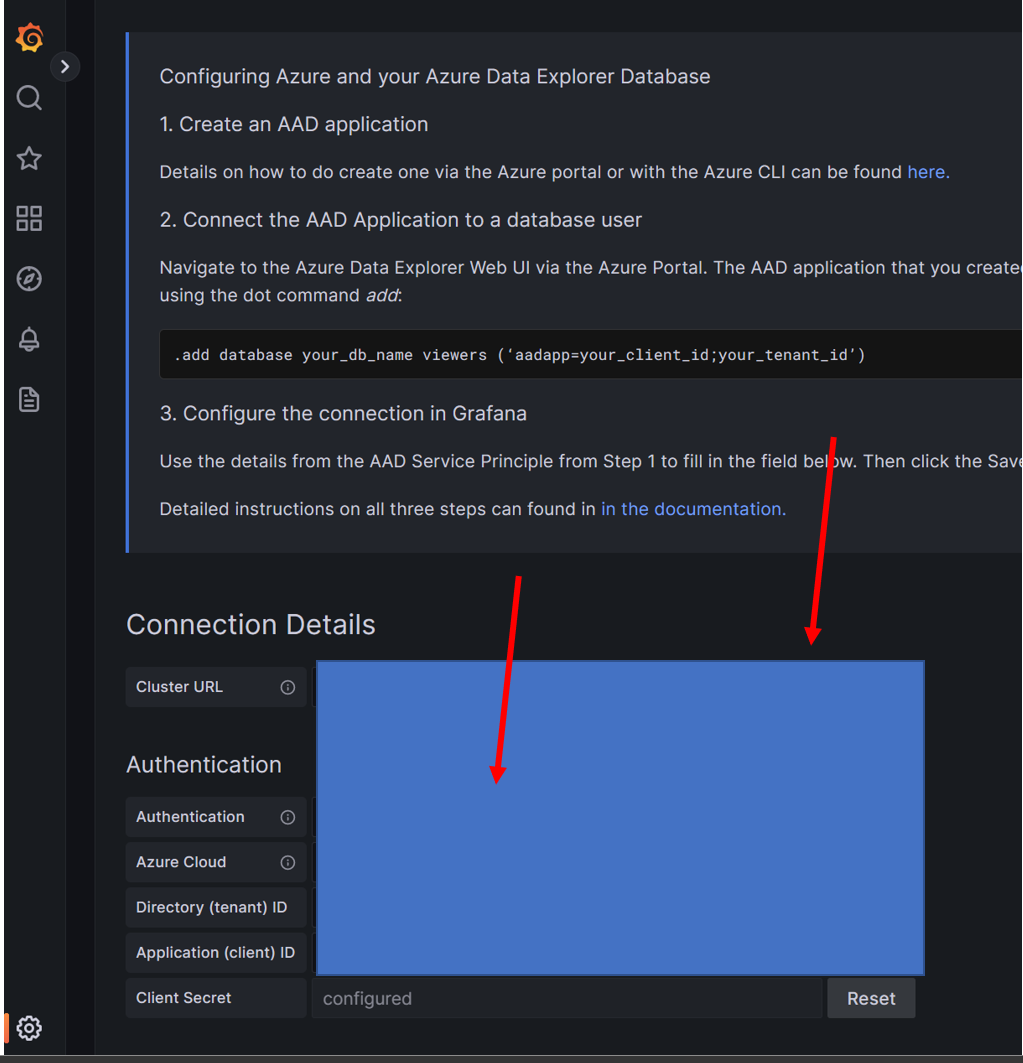 Configuring Azure and your Azure Data Explorer Database
1. Create an AAD application
Details on how to do create one via the Azure portal or with the Azure CLI can be found here.
2. Connect the AAD Application to a database user
Navigate to the Azure Data Explorer Web UI via the Azure Portal. The AAD application that you create
using the dot command add:
.add database your_db_name viewers (‘aadapp=your_client_id;your_tenant_id’)
3. Configure the connection in Grafana
Use the details from the AAD Service Principle from Step 1 to fill in the field below. Then click the Save
Detailed instructions on all three steps can found in in the documentation.
Connection Details
Cluster URL
Authentication
Authentication
Azure Cloud
Directory (tenant) ID
Application (client) ID
Client Secret configured Reset